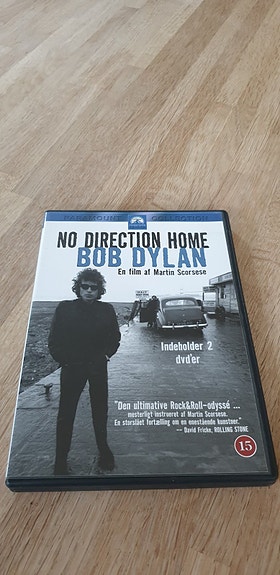 PARAMOUNT COLLECTION
NO DIRECTION HOME
BOB DYLAN
En film af Martin Scorsese
Indeholder 2
dvd'er
"Den ultimative Rock&Roll-odyssé ...
mesterligt instrueret af Martin Scorsese.
En storslået fortælling om en enestående kunstner."
— David Fricke, ROLLING STONE
15